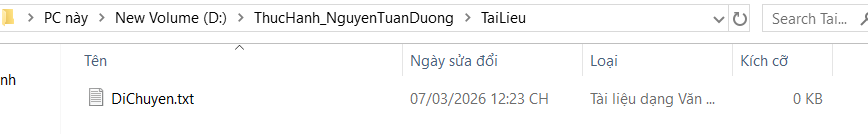 PC này > New Volume (D:) > ThucHanh_NguyenTuanDuong > TaiLieu
Search Tai...
Tên Ngày sửa đổi Loại Kích cỡ
nh
DiChuyen.txt 07/03/2026 12:23 CH Tài liệu dạng Văn ... 0 KB